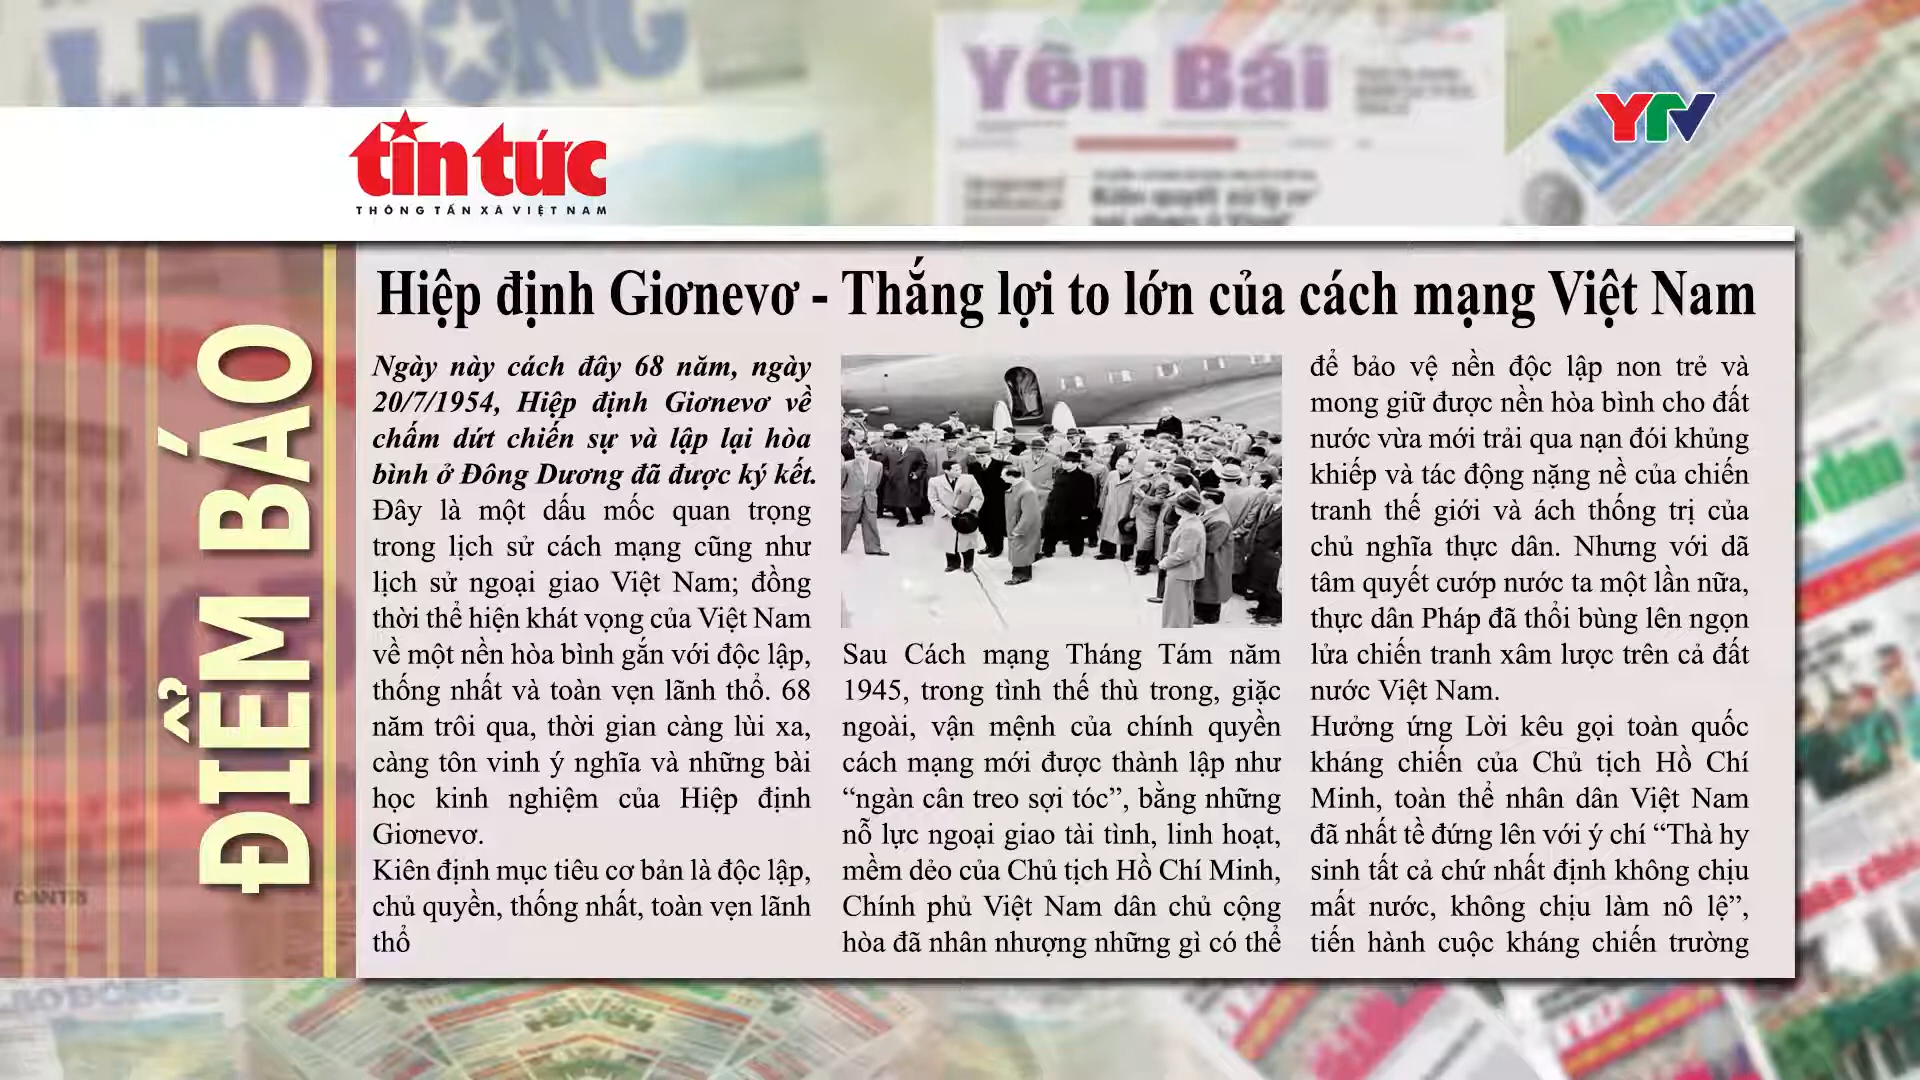 LAO ĐỘNG
Yên Bái
Nhân Dân
YTV
tin tức
THÔNG TẤN XÃ VIỆT NAM
ĐIỂM BÁO
Hiệp định Giơnevơ - Thắng lợi to lớn của cách mạng Việt Nam
Ngày này cách đây 68 năm, ngày
20/7/1954, Hiệp định Giơnevơ về
chấm dứt chiến sự và lập lại hòa
bình ở Đông Dương đã được ký kết.
Đây là một dấu mốc quan trọng
trong lịch sử cách mạng cũng như
lịch sử ngoại giao Việt Nam; đồng
thời thể hiện khát vọng của Việt Nam
về một nền hòa bình gắn với độc lập,
thống nhất và toàn vẹn lãnh thổ. 68
năm trôi qua, thời gian càng lùi xa,
càng tôn vinh ý nghĩa và những bài
học kinh nghiệm của Hiệp định
Giơnevơ.
Kiên định mục tiêu cơ bản là độc lập,
chủ quyền, thống nhất, toàn vẹn lãnh
thổ
Sau Cách mạng Tháng Tám năm
1945, trong tình thế thù trong, giặc
ngoài, vận mệnh của chính quyền
cách mạng mới được thành lập như
“ngàn cân treo sợi tóc”, bằng những
nỗ lực ngoại giao tài tình, linh hoạt,
mềm dẻo của Chủ tịch Hồ Chí Minh,
Chính phủ Việt Nam dân chủ cộng
hòa đã nhân nhượng những gì có thể
để bảo vệ nền độc lập non trẻ và
mong giữ được nền hòa bình cho đất
nước vừa mới trải qua nạn đói khủng
khiếp và tác động nặng nề của chiến
tranh thế giới và ách thống trị của
chủ nghĩa thực dân. Nhưng với dã
tâm quyết cướp nước ta một lần nữa,
thực dân Pháp đã thổi bùng lên ngọn
lửa chiến tranh xâm lược trên cả đất
nước Việt Nam.
Hưởng ứng Lời kêu gọi toàn quốc
kháng chiến của Chủ tịch Hồ Chí
Minh, toàn thể nhân dân Việt Nam
đã nhất tề đứng lên với ý chí “Thà hy
sinh tất cả chứ nhất định không chịu
mất nước, không chịu làm nô lệ”,
tiến hành cuộc kháng chiến trường